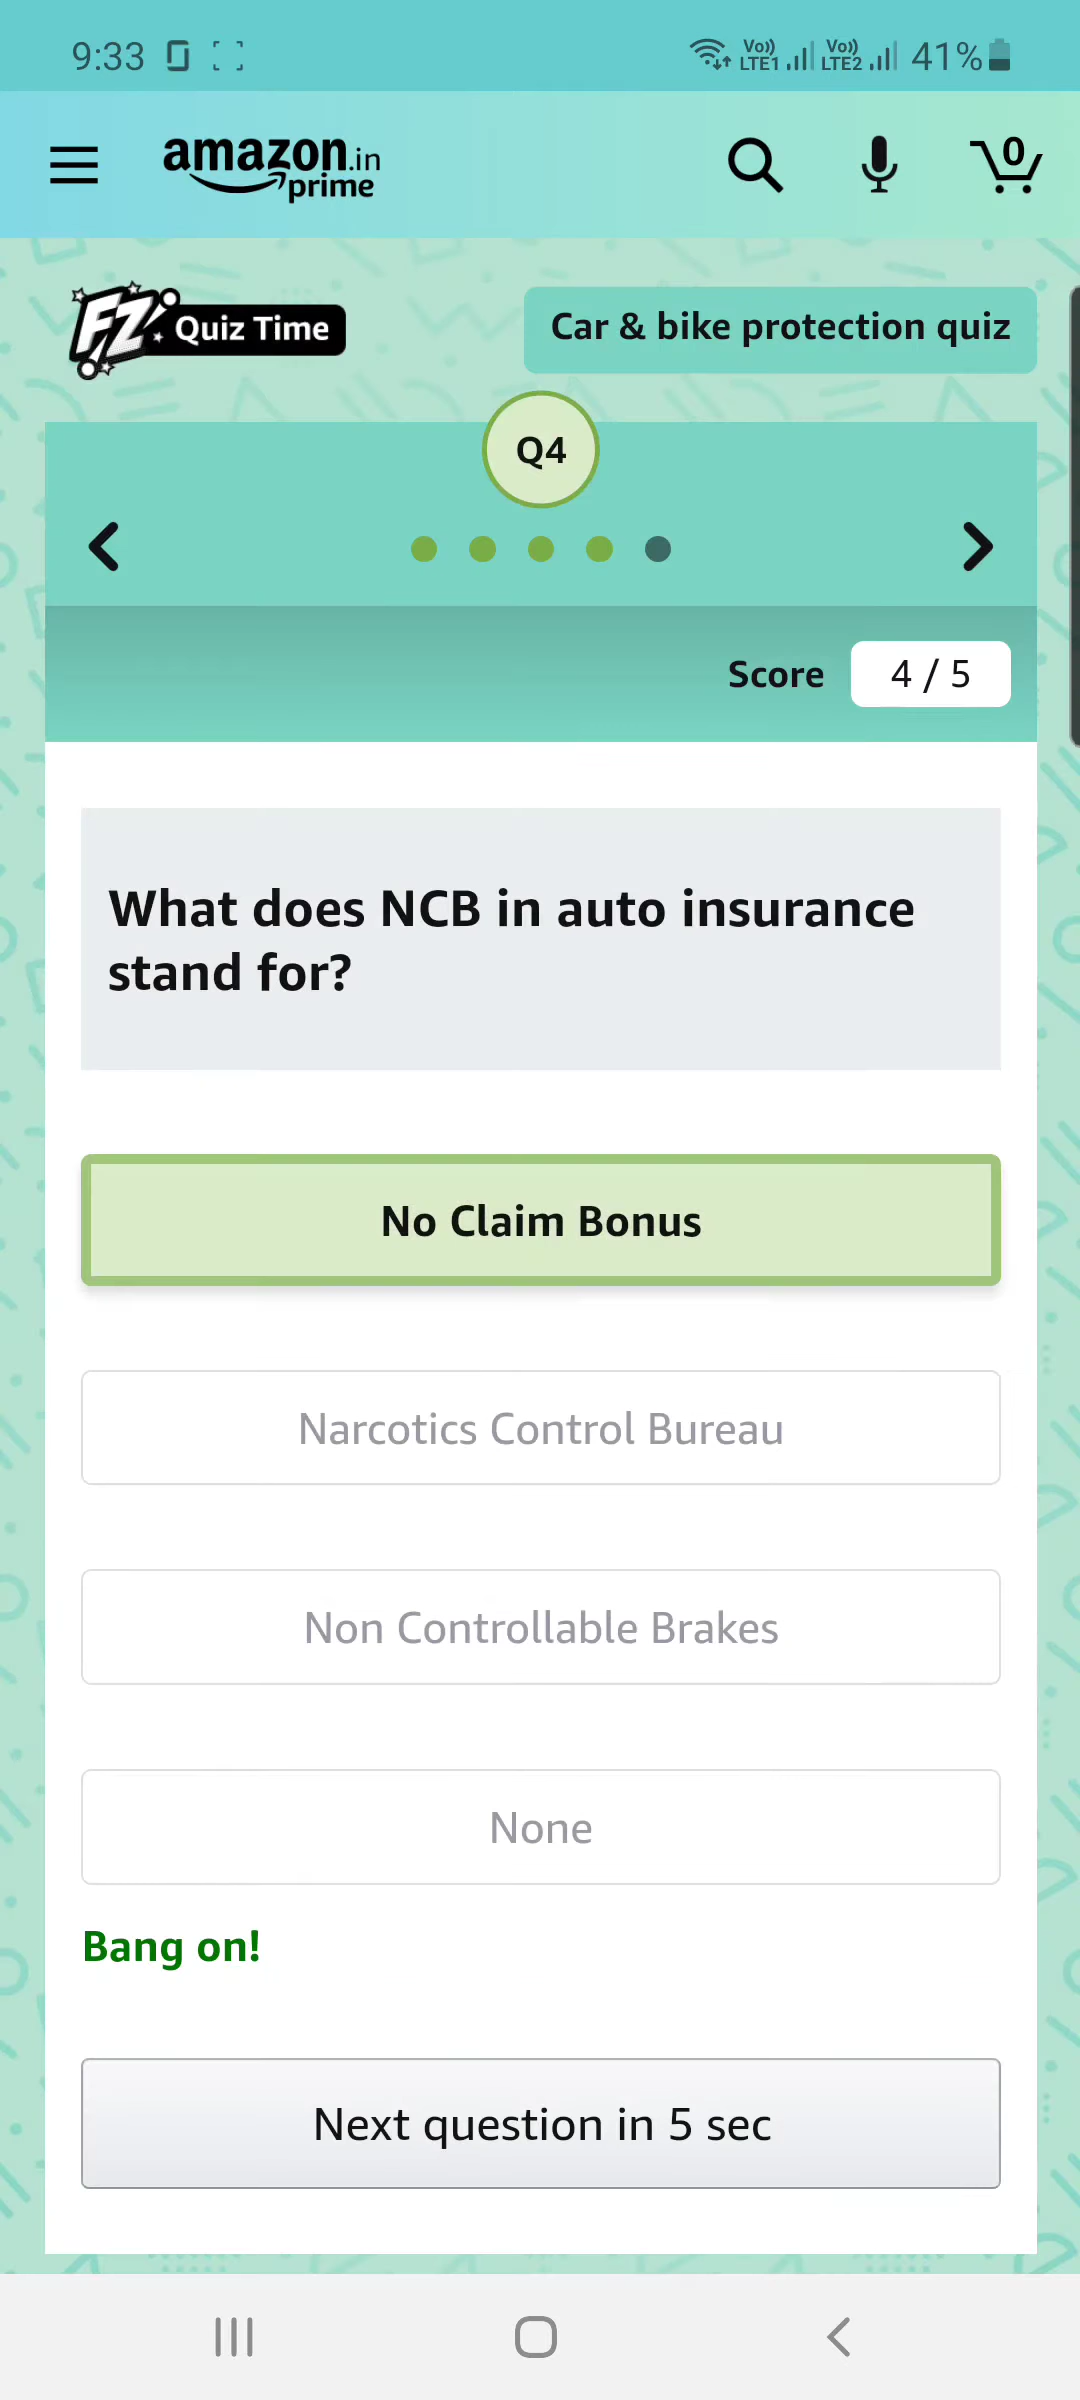 9:33 Vo)) LTE1 Vo)) LTE2 41%
amazon.in
prime
0
FZ Quiz Time
Car & bike protection quiz
Q4
Score 4 / 5
What does NCB in auto insurance
stand for?
No Claim Bonus
Narcotics Control Bureau
Non Controllable Brakes
None
Bang on!
Next question in 5 sec